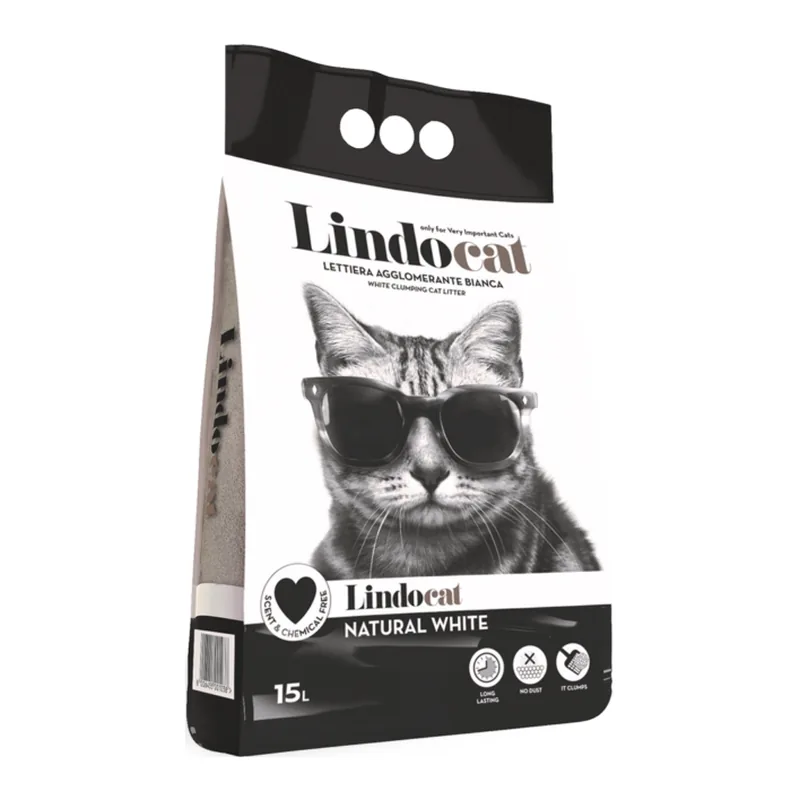 only for Very Important Cats
Lindocat
LETTIERA AGGLOMERANTE BIANCA
WHITE CLUMPING CAT LITTER
Lindocat
SCENT & CHEMICAL FREE
Lindocat
NATURAL WHITE
15L
LONG LASTING
NO DUST
IT CLUMPS